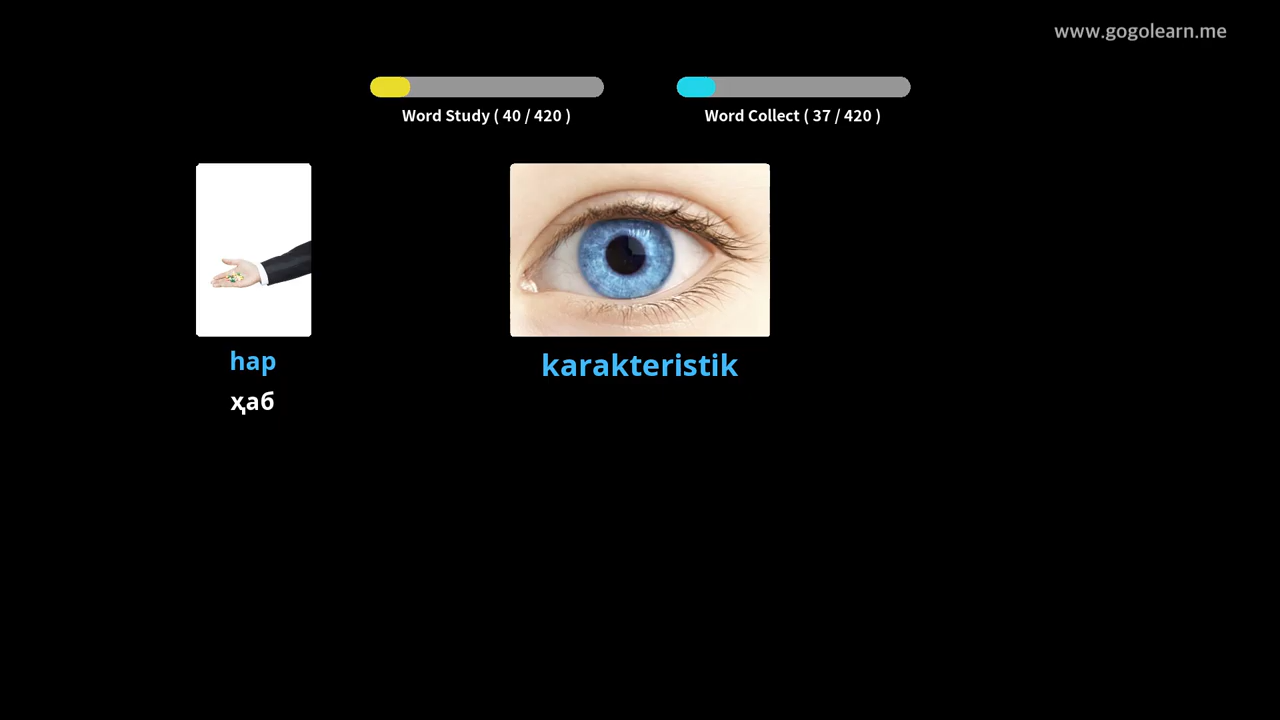 www.gogolearn.me
Word Study ( 40 / 420 )
Word Collect ( 37 / 420 )
hap
ҳаб
karakteristik